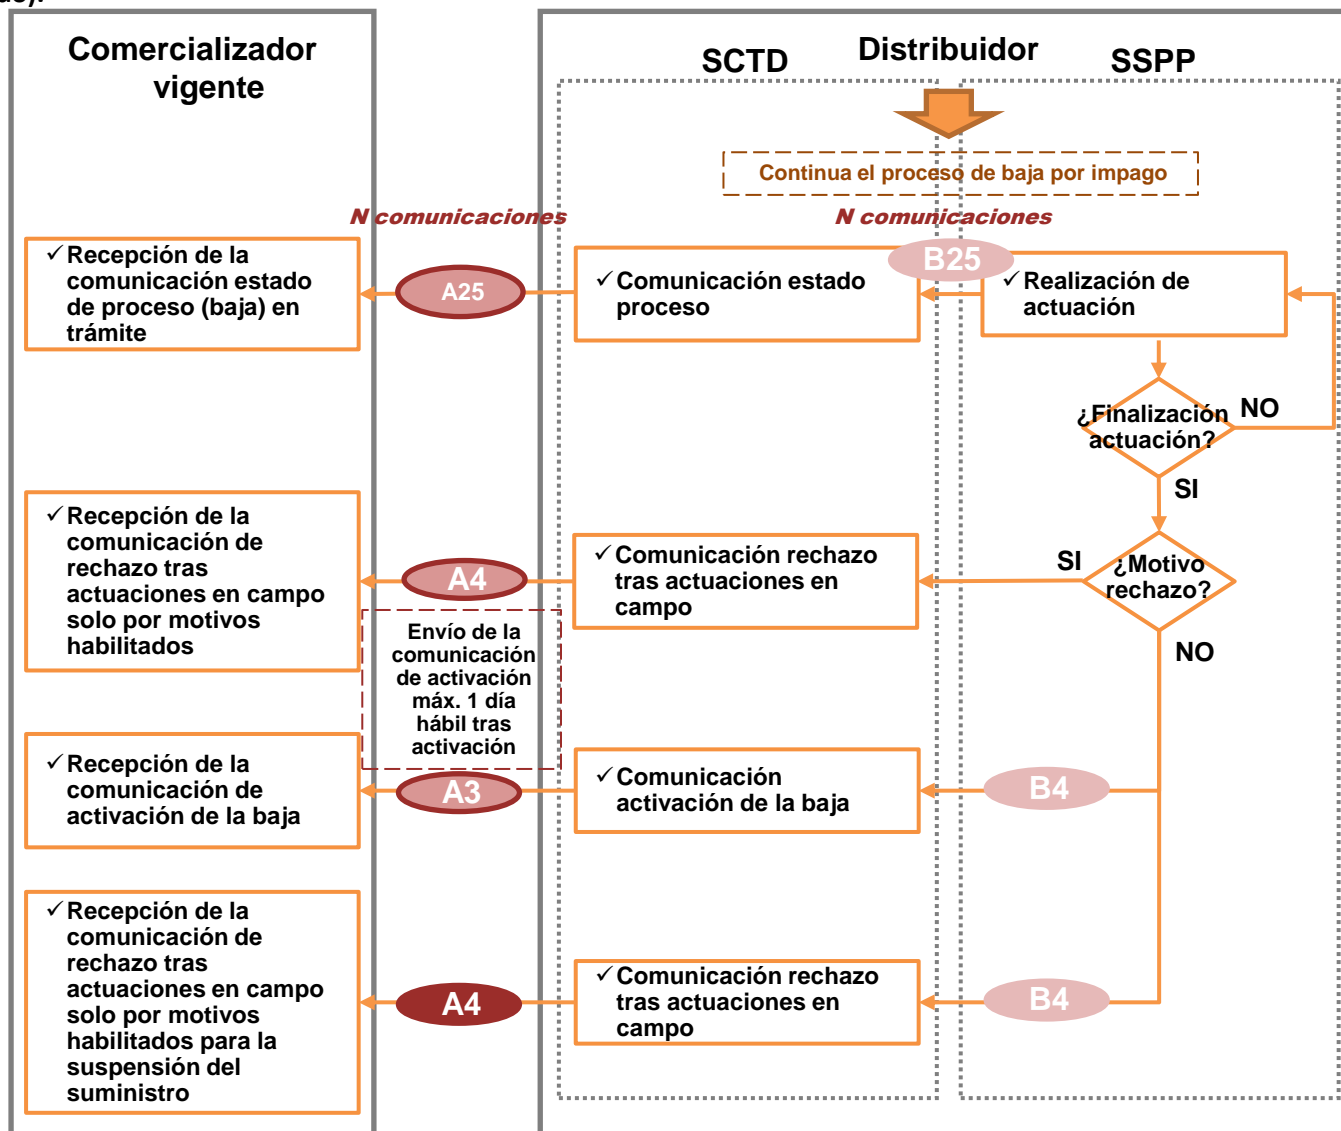 Comercializador
vigente
Distribuidor
SCTD
SSPP
Continua el proceso de baja por impago
N comunicaciones
N comunicaciones
✓Recepción de la
comunicación estado
de proceso (baja) en
trámite
A25
✓Comunicación estado
proceso
B25
✓Realización de
actuación
¿Finalización
actuación?
NO
SI
✓Recepción de la
comunicación de
rechazo tras
actuaciones en campo
solo por motivos
habilitados
A4
✓Comunicación rechazo
tras actuaciones en
campo
SI
¿Motivo
rechazo?
NO
Envío de la
comunicación
de activación
máx. 1 día
hábil tras
activación
✓Recepción de la
comunicación de
activación de la baja
A3
✓Comunicación
activación de la baja
B4
✓Recepción de la
comunicación de
rechazo tras
actuaciones en campo
solo por motivos
habilitados para la
suspensión del
suministro
A4
✓Comunicación rechazo
tras actuaciones en
campo
B4